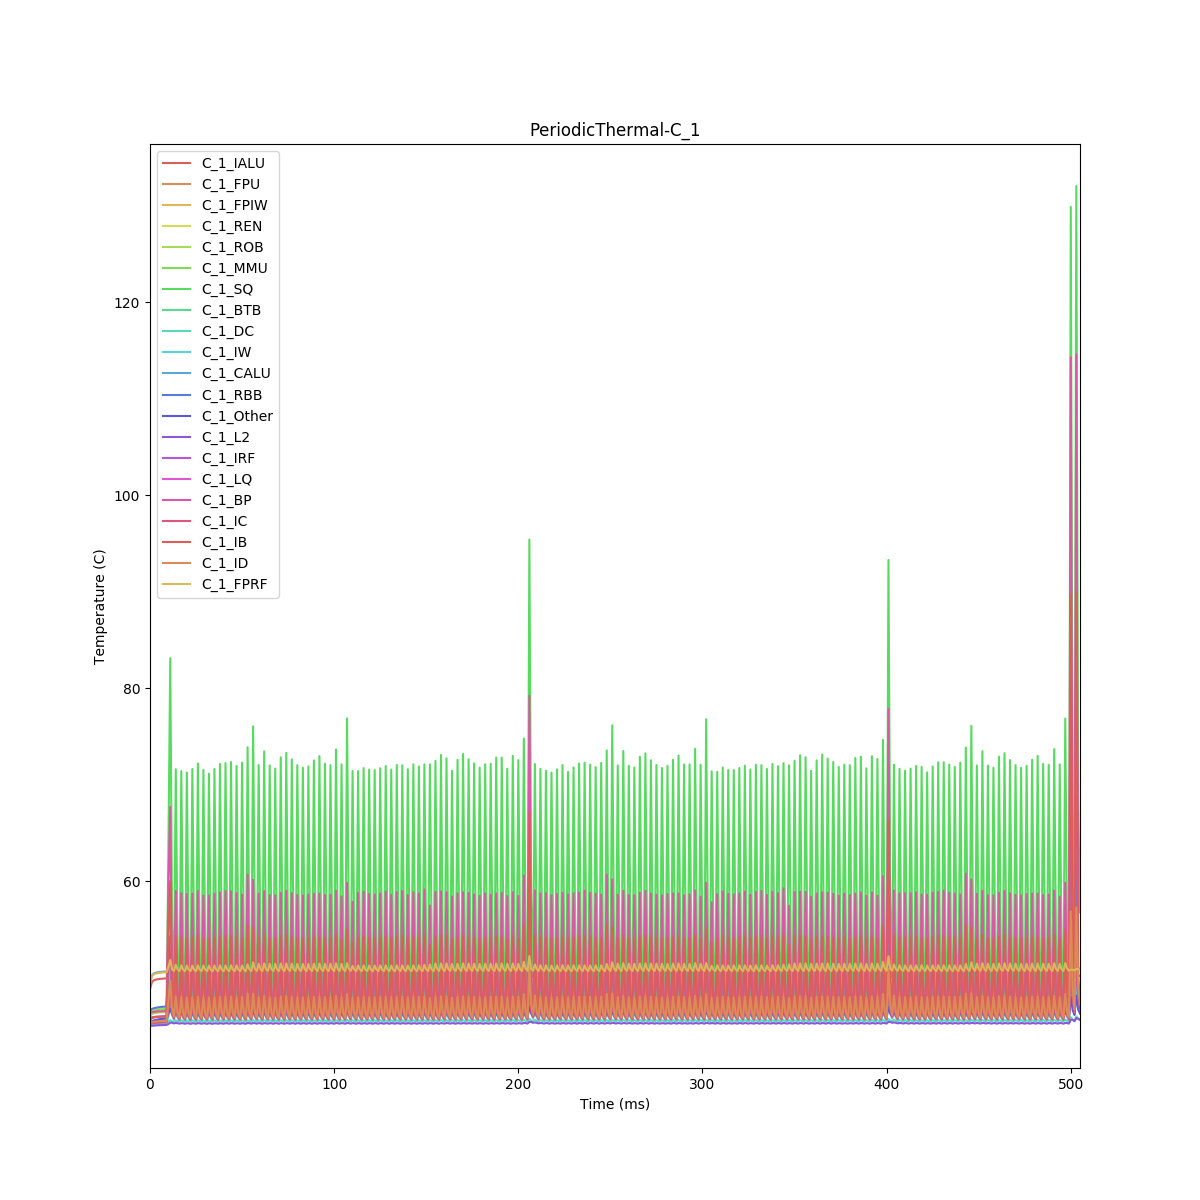 PeriodicThermal-C_1
C_1_IALU
C_1_FPU
C_1_FPIW
C_1_REN
C_1_ROB
C_1_MMU
C_1_SQ
C_1_BTB
C_1_DC
C_1_IW
C_1_CALU
C_1_RBB
C_1_Other
C_1_L2
C_1_IRF
C_1_LQ
C_1_BP
C_1_IC
C_1_IB
C_1_ID
C_1_FPRF
120
100
80
60
Temperature (C)
0 100 200 300 400 500
Time (ms)